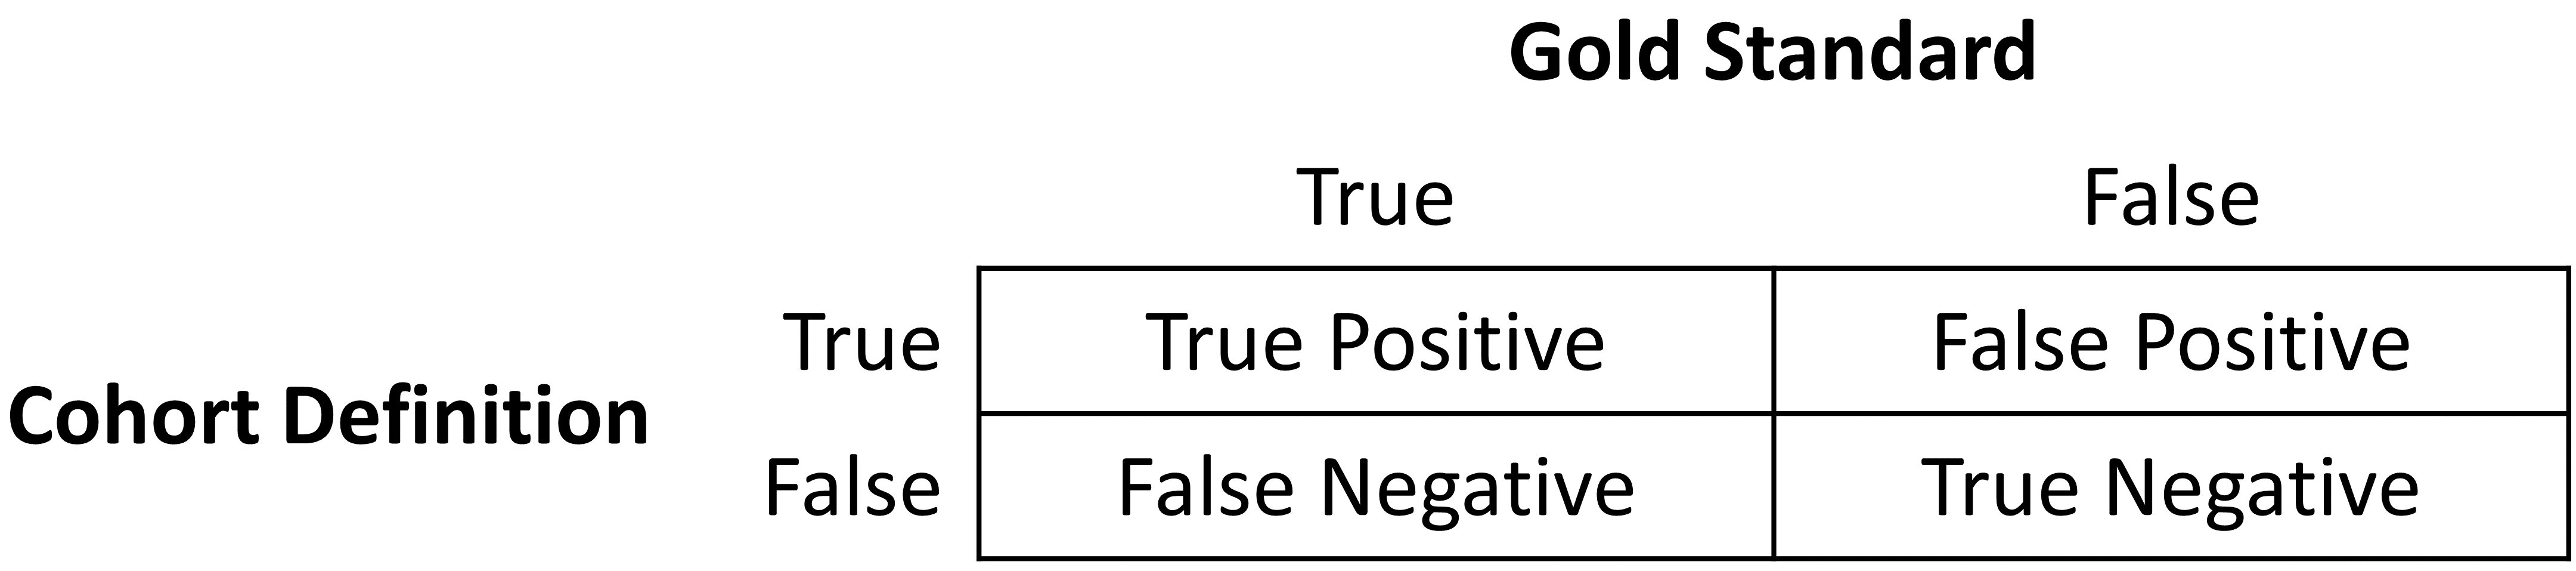 Gold Standard
True False
True True Positive False Positive
Cohort Definition
False False Negative True Negative